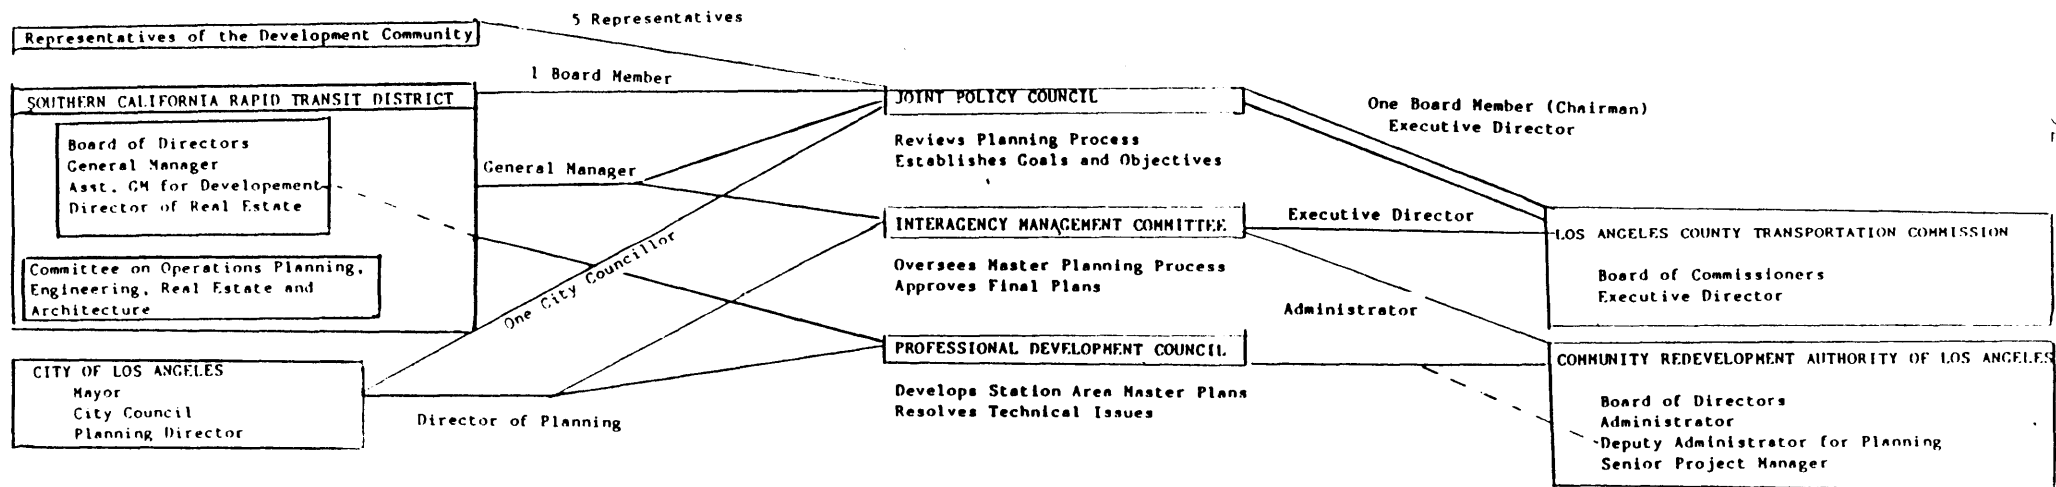 5 Representatives
Representatives of the Development Community
1 Board Member
SOUTHERN CALIFORNIA RAPID TRANSIT DISTRICT
Board of Directors
General Manager
Asst. GM for Developement
Director of Real Estate
Committee on Operations Planning,
Engineering, Real Estate and
Architecture
General Manager
One City Councillor
CITY OF LOS ANGELES
Mayor
City Council
Planning Director
Director of Planning
JOINT POLICY COUNCIL
Reviews Planning Process
Establishes Goals and Objectives
INTERAGENCY MANAGEMENT COMMITTEE
Oversees Master Planning Process
Approves Final Plans
PROFESSIONAL DEVELOPMENT COUNCIL
Develops Station Area Master Plans
Resolves Technical Issues
One Board Member (Chairman)
Executive Director
Executive Director
Administrator
LOS ANGELES COUNTY TRANSPORTATION COMMISSION
Board of Commissioners
Executive Director
COMMUNITY REDEVELOPMENT AUTHORITY OF LOS ANGELES
Board of Directors
Administrator
Deputy Administrator for Planning
Senior Project Manager